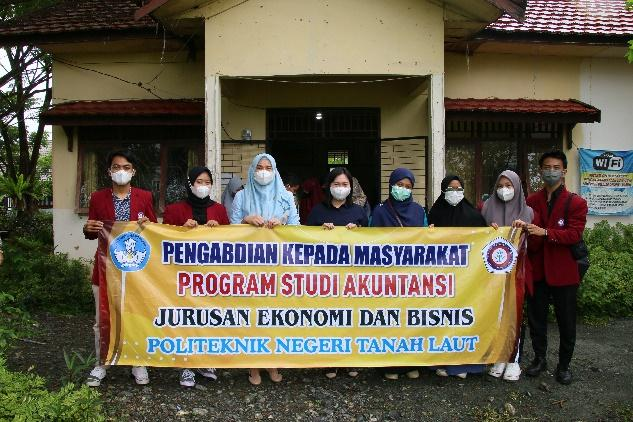 PENGABDIAN KEPADA MASYARAKAT
PROGRAM STUDI AKUNTANSI
JURUSAN EKONOMI DAN BISNIS
POLITEKNIK NEGERI TANAH LAUT
WiFi